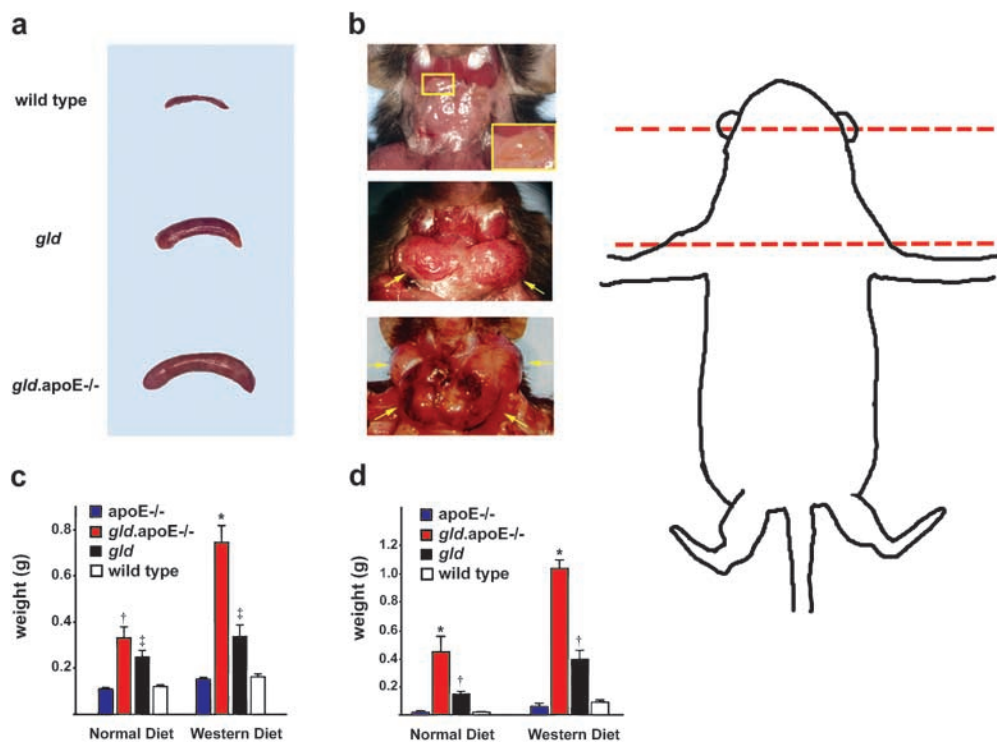 a
wild type
gld
gld.apoE-/-
b
c
apoE-/-
gld.apoE-/-
gld
wild type
weight (g)
0.8
0.6
0.4
0.2
†
‡
*
‡
Normal Diet Western Diet
d
apoE-/-
gld.apoE-/-
gld
wild type
weight (g)
1.2
1.0
0.8
0.6
0.4
0.2
*
†
*
†
Normal Diet Western Diet